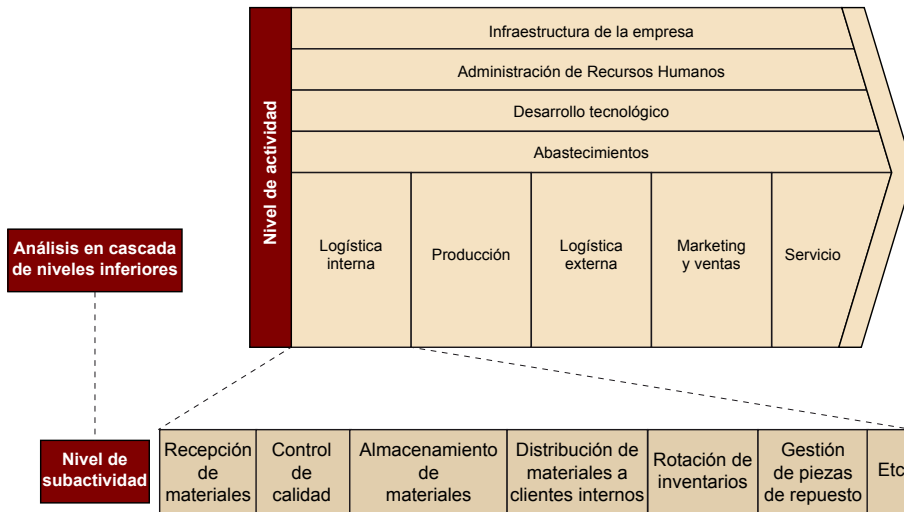 Nivel de actividad
Infraestructura de la empresa
Administración de Recursos Humanos
Desarrollo tecnológico
Abastecimientos
Logística
interna
Producción
Logística
externa
Marketing
y ventas
Servicio
Análisis en cascada
de niveles inferiores
Nivel de
subactividad
Recepción
de
materiales
Control
de
calidad
Almacenamiento
de
materiales
Distribución de
materiales a
clientes internos
Rotación de
inventarios
Gestión
de piezas
de repuesto
Etc